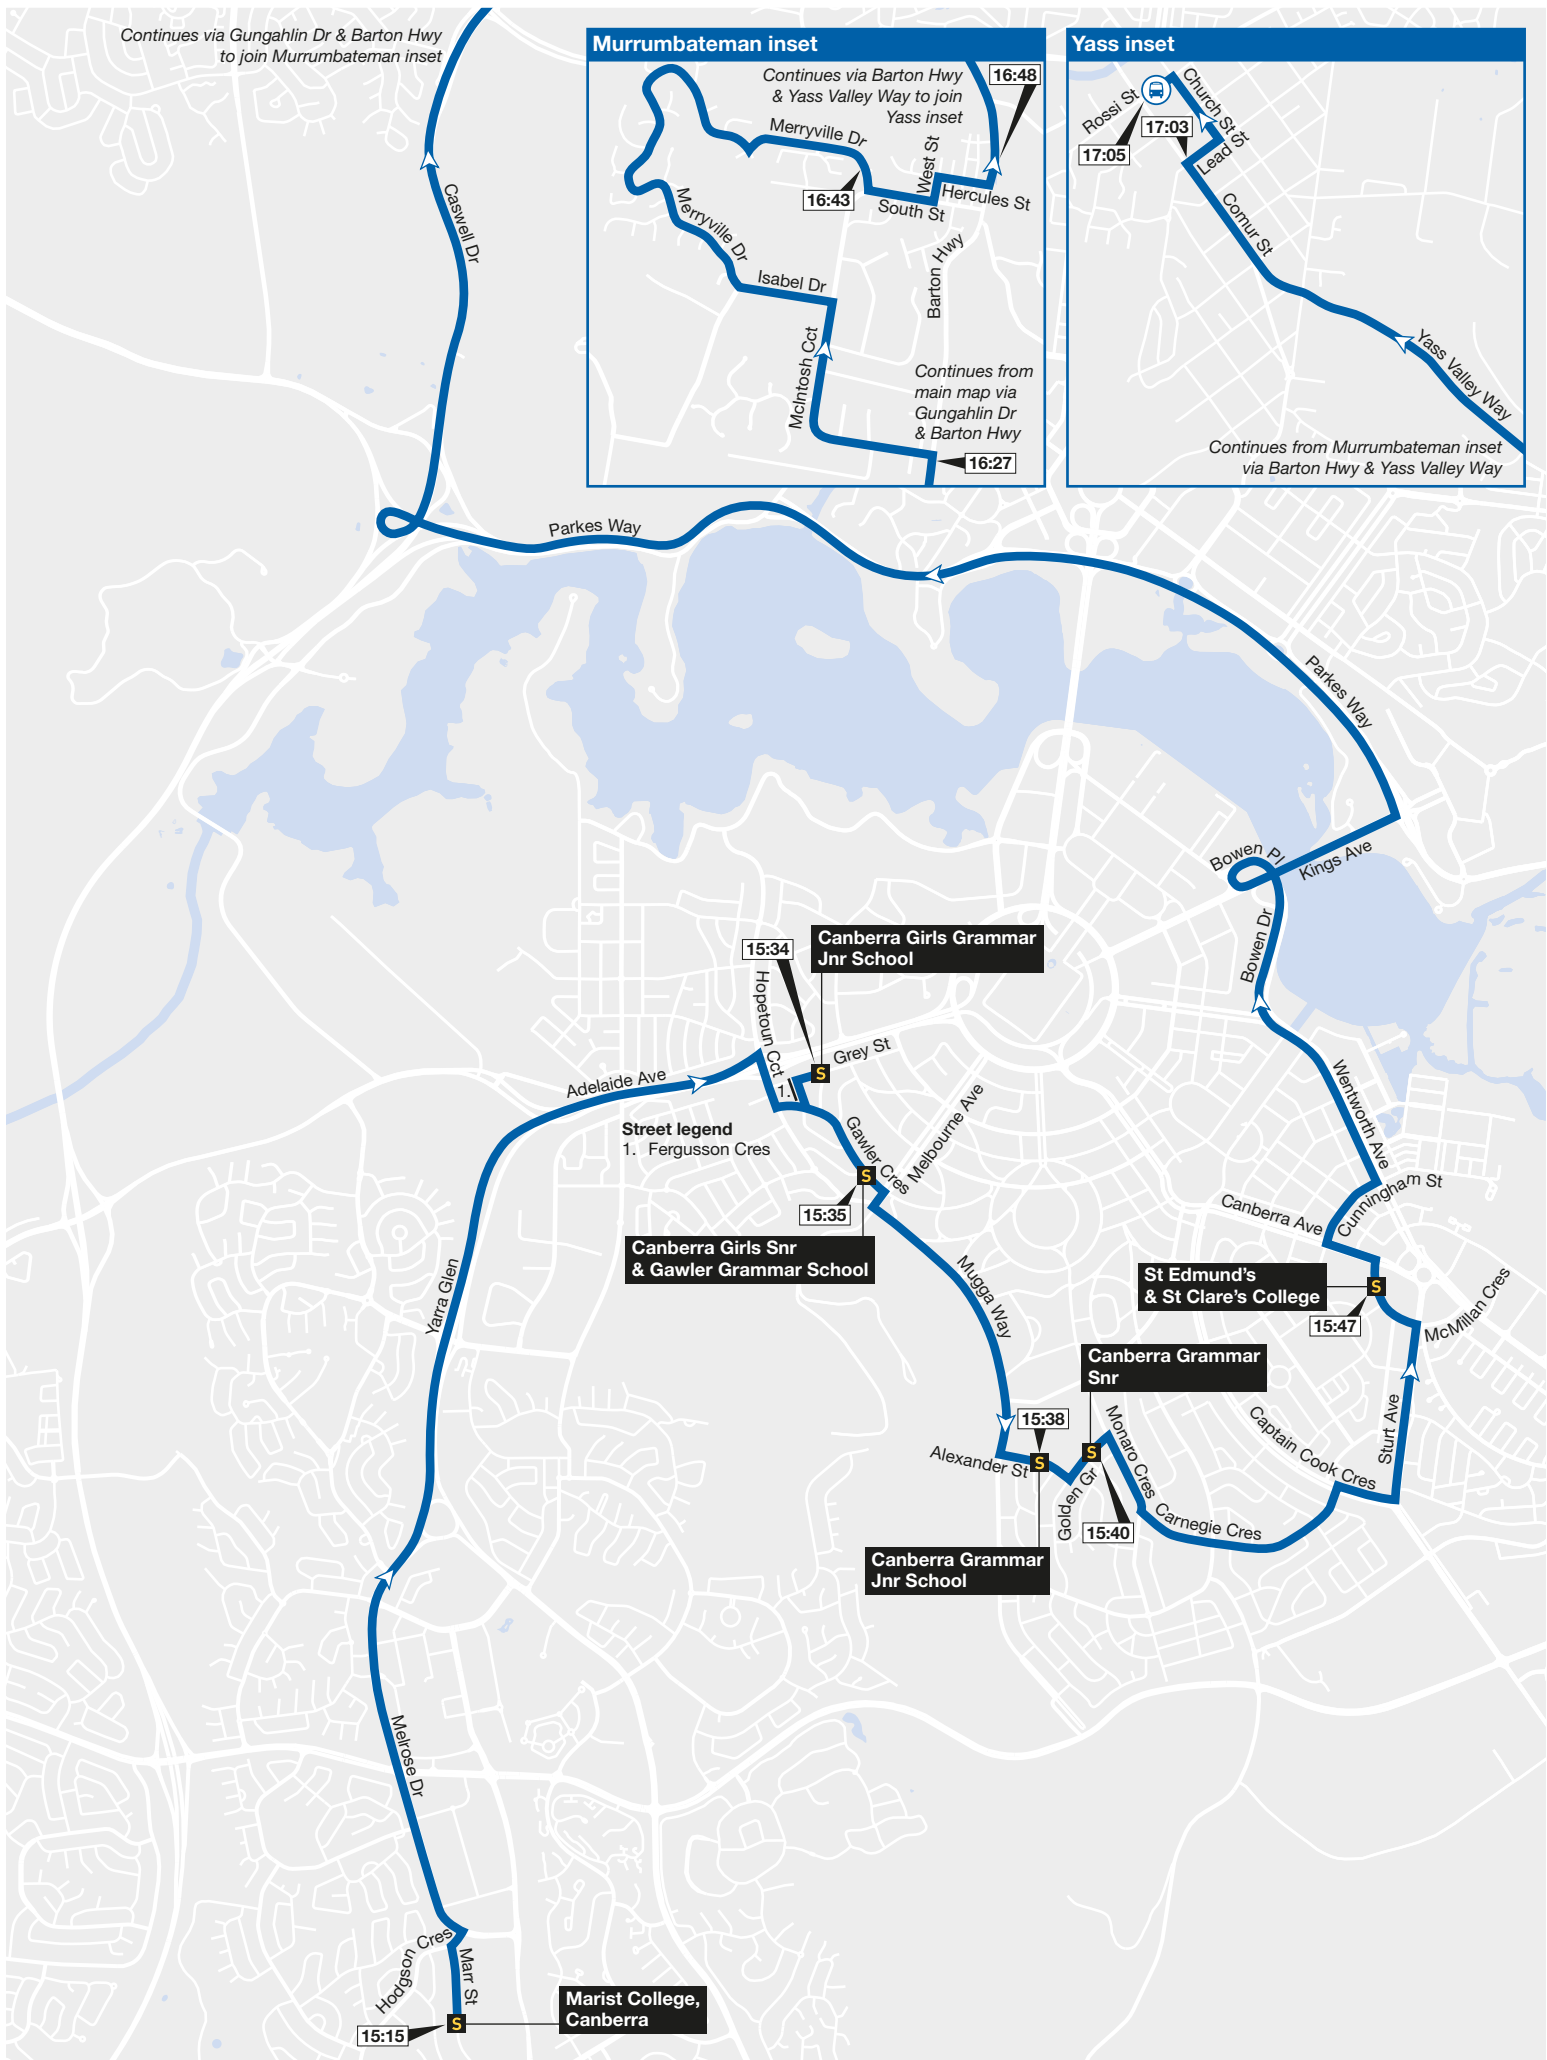 Continues via Gungahlin Dr & Barton Hwy
to join Murrumbateman inset
Caswell Dr
Murrumbateman inset
Continues via Barton Hwy
& Yass Valley Way to join
Yass inset
16:48
Merryville Dr
West St
16:43
South St
Hercules St
Merryville Dr
Barton Hwy
Isabel Dr
McIntosh Cct
Continues from
main map via
Gungahlin Dr
& Barton Hwy
16:27
Yass inset
Rossi St
Church St
17:03
17:05
Lead St
Comur St
Yass Valley Way
Continues from Murrumbateman inset
via Barton Hwy & Yass Valley Way
Parkes Way
Parkes Way
Bowen Pl
Kings Ave
Bowen Dr
Canberra Girls Grammar
Jnr School
15:34
Hopetoun Cct
Grey St
S
Adelaide Ave
1.
Wentworth Ave
Melbourne Ave
Street legend
1. Fergusson Cres
Gawler Cres
S
15:35
Canberra Girls Snr
& Gawler Grammar School
Cunningham St
Canberra Ave
Yarra Glen
Mugga Way
St Edmund's
& St Clare's College
S
15:47
McMillan Cres
Canberra Grammar
Snr
15:38
Monaro Cres
Captain Cook Cres
Sturt Ave
Alexander St
S
S
Golden Gr
15:40
Carnegie Cres
Canberra Grammar
Jnr School
Melrose Dr
Hodgson Cres
Marr St
Marist College,
Canberra
S
15:15